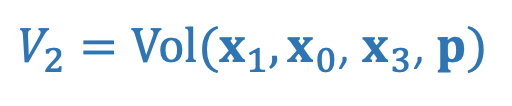 V₂ = Vol(x₁, x₀, x₃, p)